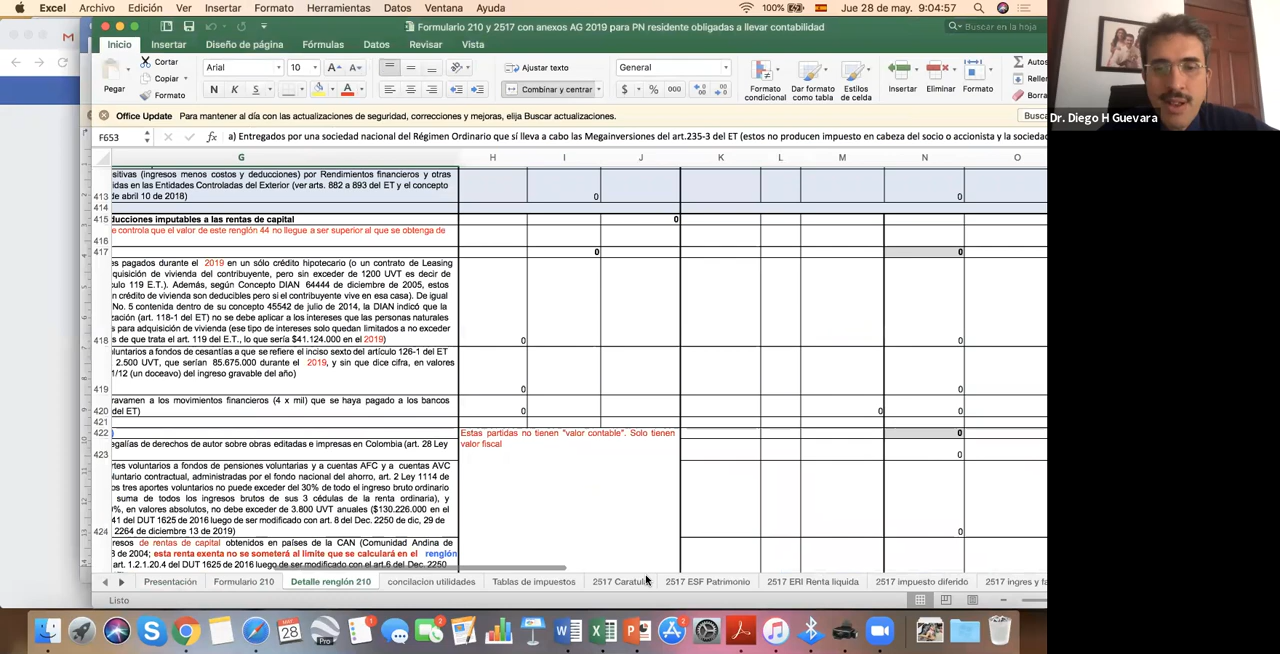 Excel Archivo Edición Ver Insertar Formato Herramientas Datos Ventana Ayuda 100% Jue 28 de may. 9:04:57
Formulario 210 y 2517 con anexos AG 2019 para PN residente obligadas a llevar contabilidad
Buscar en la hoja
Inicio Insertar Diseño de página Fórmulas Datos Revisar Vista
Pegar
Cortar
Copiar
Formato
Arial 10
N K S
Ajustar texto
Combinar y centrar
General
$ % 000
Formato condicional
Dar formato como tabla
Estilos de celda
Insertar Eliminar Formato
Autos
Reller
Borra
Office Update Para mantener al día con las actualizaciones de seguridad, correcciones y mejoras, elija Buscar actualizaciones. Busca
F653 fx a) Entregados por una sociedad nacional del Régimen Ordinario que sí lleva a cabo las Megainversiones del art.235-3 del ET (estos no producen impuesto en cabeza del socio o accionista y la socieda
G H I J K L M N O
sitivas (ingresos menos costos y deducciones) por Rendimientos financieros y otras
idas en las Entidades Controladas del Exterior (ver arts. 882 a 893 del ET y el concepto
413 de abril 10 de 2018) 0 0
414
415 ducciones imputables a las rentas de capital 0
e controla que el valor de este renglón 44 no llegue a ser superior al que se obtenga de
416
417 0 0
es pagados durante el 2019 en un sólo crédito hipotecario (o un contrato de Leasing
quisición de vivienda del contribuyente, pero sin exceder de 1200 UVT es decir de
culo 119 E.T.). Además, según Concepto DIAN 64444 de diciembre de 2005, estos
n crédito de vivienda son deducibles pero si el contribuyente vive en esa casa). De igual
No. 5 contenida dentro de su concepto 45542 de julio de 2014, la DIAN indicó que la
zación (art. 118-1 del ET) no se debe aplicar a los intereses que las personas naturales
s para adquisición de vivienda (ese tipo de intereses solo quedan limitados a no exceder
418 s de que trata el art. 119 del E.T., lo que sería $41.124.000 en el 2019) 0 0
luntarios a fondos de cesantías a que se refiere el inciso sexto del artículo 126-1 del ET
2.500 UVT, que serían 85.675.000 durante el 2019, y sin que dice cifra, en valores
1/12 (un doceavo) del ingreso gravable del año)
419 0 0
ravamen a los movimientos financieros (4 x mil) que se haya pagado a los bancos
420 del ET) 0 0 0
421
422 ) Estas partidas no tienen "valor contable". Solo tienen valor fiscal 0
egalías de derechos de autor sobre obras editadas e impresas en Colombia (art. 28 Ley
423 0
rtes voluntarios a fondos de pensiones voluntarias y a cuentas AFC y a cuentas AVC
luntario contractual, administradas por el fondo nacional del ahorro, art. 2 Ley 1114 de
os tres aportes voluntarios no puede exceder del 30% de todo el ingreso bruto ordinario
suma de todos los ingresos brutos de sus 3 cédulas de la renta ordinaria), y
%, en valores absolutos, no debe exceder de 3.800 UVT anuales ($130.226.000 en el
41 del DUT 1625 de 2016 luego de ser modificado con art. 8 del Dec. 2250 de dic, 29 de
424 2264 de diciembre 13 de 2019) 0
resos de rentas de capital obtenidos en países de la CAN (Comunidad Andina de
8 de 2004; esta renta exenta no se someterá al límite que se calculará en el renglón
art. 1.2.1.20.4 del DUT 1625 de 2016 luego de ser modificado con art.6 del Dec. 2250
Presentación Formulario 210 Detalle renglón 210 concilacion utilidades Tablas de impuestos 2517 Caratula 2517 ESF Patrimonio 2517 ERI Renta liquida 2517 impuesto diferido 2517 ingres y fa
Listo
Dr. Diego H Guevara
MAY. 28
Pro